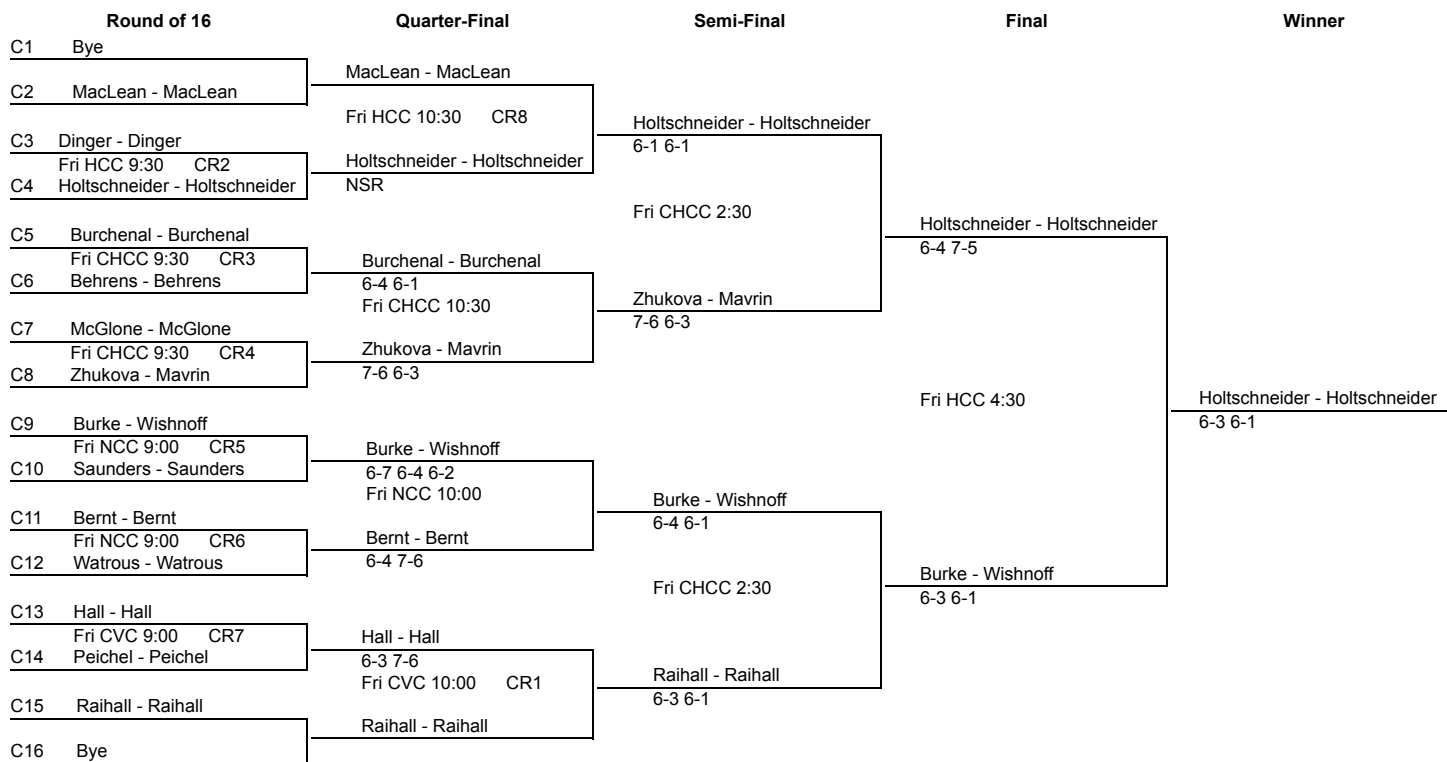 Round of 16 Quarter-Final Semi-Final Final Winner
C1 Bye
C2 MacLean - MacLean
C3 Dinger - Dinger
Fri HCC 9:30 CR2
C4 Holtschneider - Holtschneider
C5 Burchenal - Burchenal
Fri CHCC 9:30 CR3
C6 Behrens - Behrens
C7 McGlone - McGlone
Fri CHCC 9:30 CR4
C8 Zhukova - Mavrin
C9 Burke - Wishnoff
Fri NCC 9:00 CR5
C10 Saunders - Saunders
C11 Bernt - Bernt
Fri NCC 9:00 CR6
C12 Watrous - Watrous
C13 Hall - Hall
Fri CVC 9:00 CR7
C14 Peichel - Peichel
C15 Raihall - Raihall
C16 Bye
MacLean - MacLean
Fri HCC 10:30 CR8
Holtschneider - Holtschneider
NSR
Burchenal - Burchenal
6-4 6-1
Fri CHCC 10:30
Zhukova - Mavrin
7-6 6-3
Burke - Wishnoff
6-7 6-4 6-2
Fri NCC 10:00
Bernt - Bernt
6-4 7-6
Hall - Hall
6-3 7-6
Fri CVC 10:00 CR1
Raihall - Raihall
Holtschneider - Holtschneider
6-1 6-1
Fri CHCC 2:30
Zhukova - Mavrin
7-6 6-3
Burke - Wishnoff
6-4 6-1
Fri CHCC 2:30
Raihall - Raihall
6-3 6-1
Holtschneider - Holtschneider
6-4 7-5
Fri HCC 4:30
Burke - Wishnoff
6-3 6-1
Holtschneider - Holtschneider
6-3 6-1